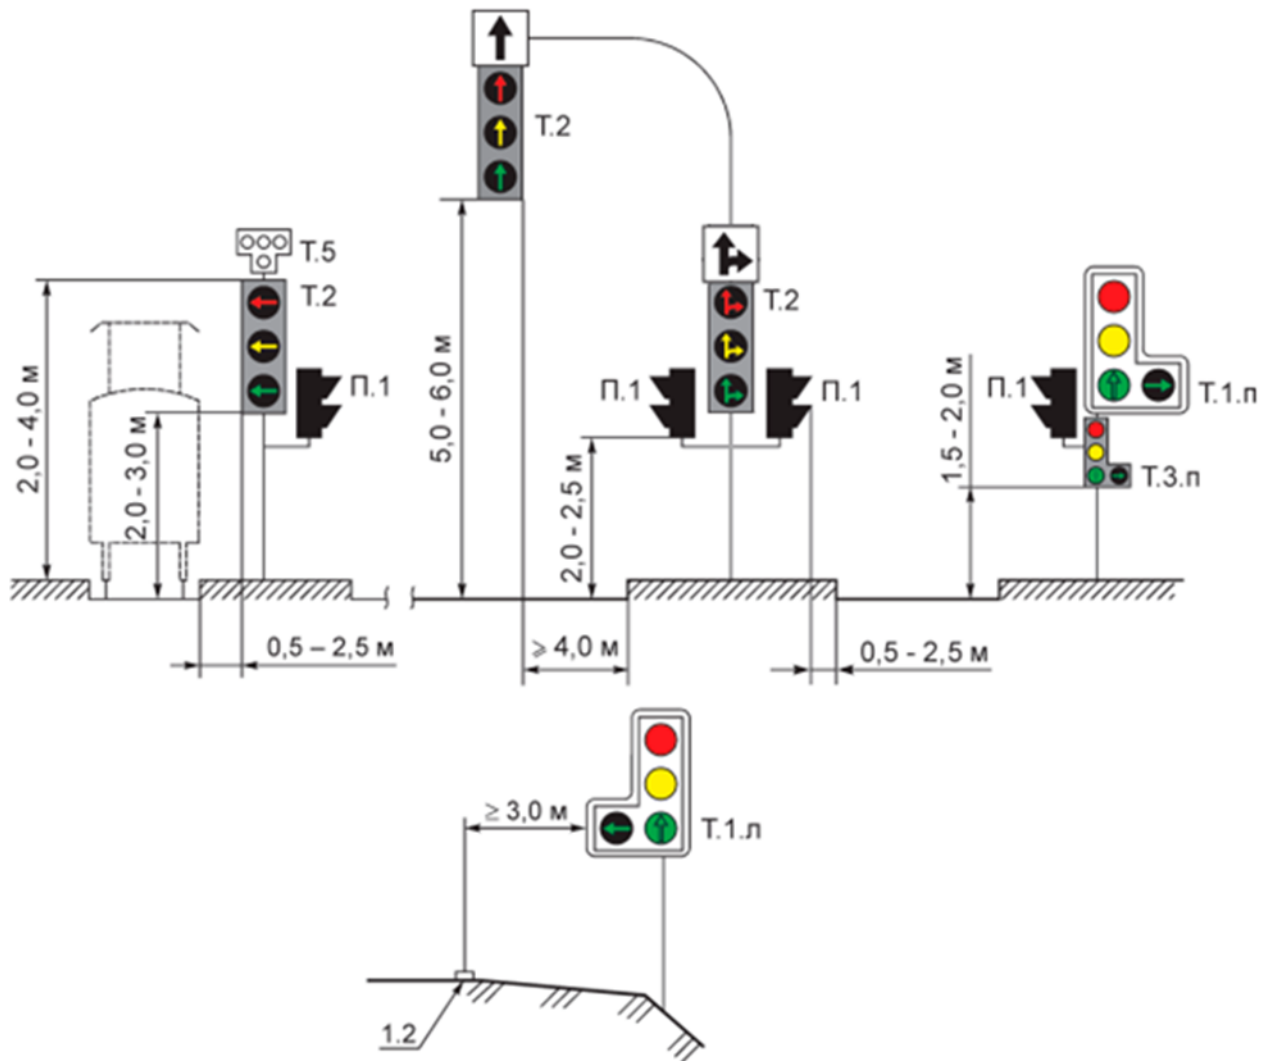 Т.2
Т.5
Т.2
Т.2
2,0 - 4,0 м
2,0 - 3,0 м
П.1
5,0 - 6,0 м
П.1
П.1
2,0 - 2,5 м
1,5 - 2,0 м
П.1
Т.1.п
Т.3.п
0,5 – 2,5 м
⩾ 4,0 м
0,5 - 2,5 м
≥ 3,0 м
Т.1.л
1.2